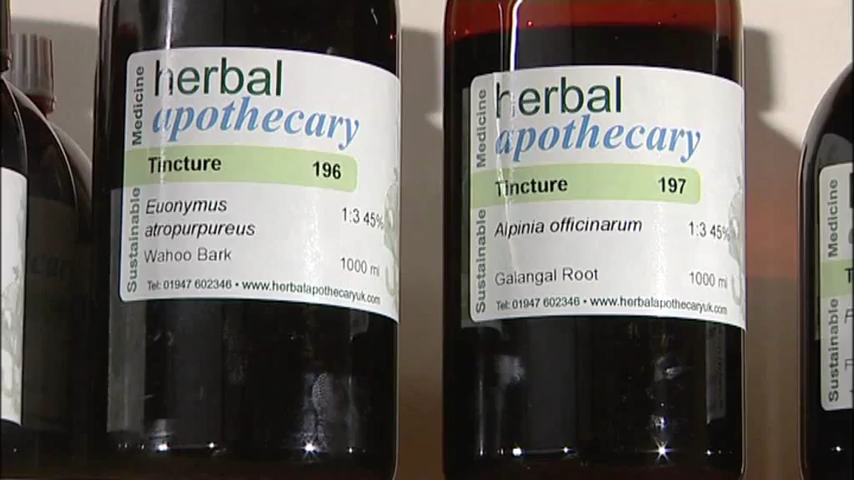 herbal
apothecary
Sustainable Medicine
Tincture 196
Euonymus
atropurpureus
1:3 45%
Wahoo Bark
1000 ml
Tel: 01947 602346 • www.herbalapothecaryuk.com
herbal
apothecary
Sustainable Medicine
Tincture 197
Alpinia officinarum 1:3 45%
Galangal Root 1000 ml
Tel: 01947 602346 • www.herbalapothecaryuk.com
Sustainable Medicine